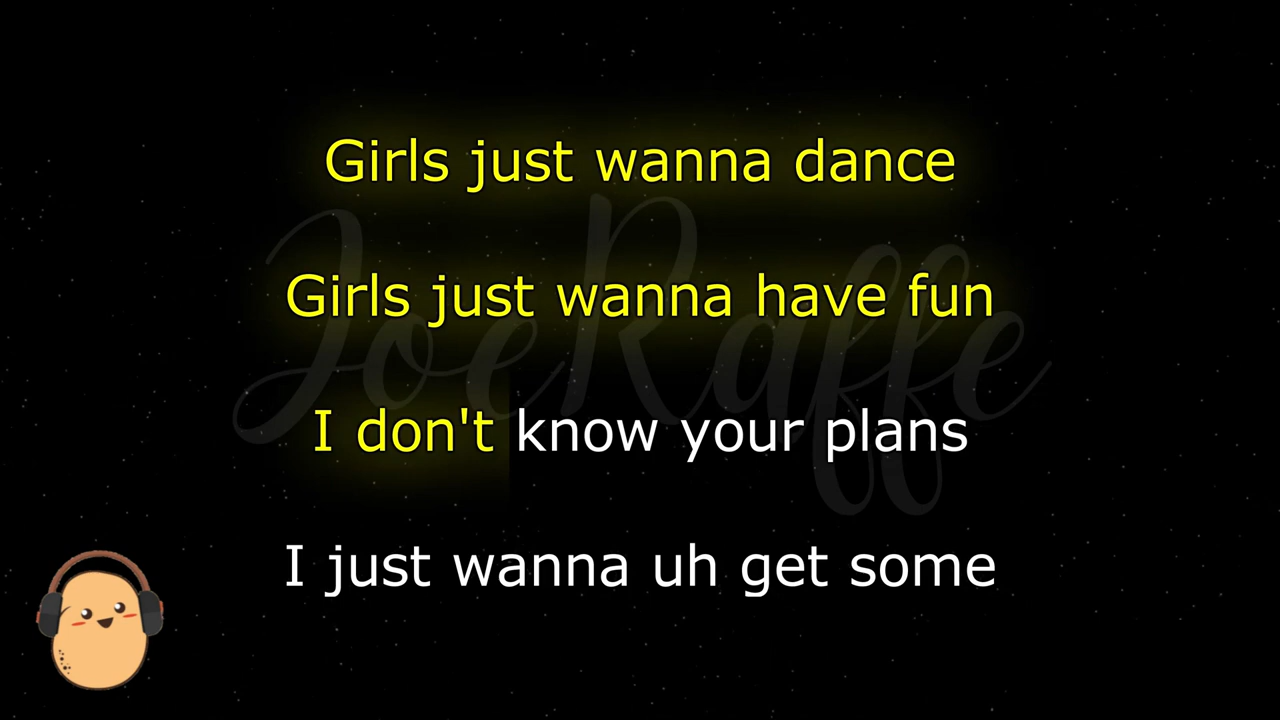 Girls just wanna dance
Girls just wanna have fun
JoeRaffe
I don't know your plans
I just wanna uh get some